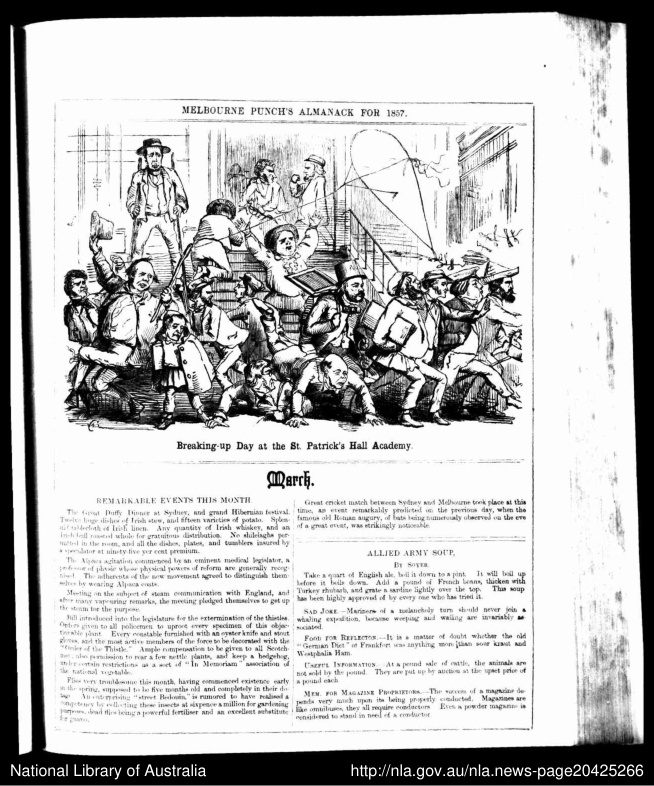 MELBOURNE PUNCH'S ALMANACK FOR 1857.
Breaking-up Day at the St. Patrick's Hall Academy.
March.
REMARKABLE EVENTS THIS MONTH
The Great Duffy Dinner at Sydney, and grand Hibernian festival.
Twelve huge dishes of Irish stew, and fifteen varieties of potato. Splen-
did tablecloth of Irish linen. Any quantity of Irish whiskey, and an
Irish bull roasted whole for gratuitous distribution. No shilelaghs per-
mitted in the room, and all the dishes, plates, and tumblers insured by
a speculator at ninety-five per cent premium.
The Alpaca agitation commenced by an eminent medical legislator, a
professor of physic whose physical powers of reform are generally recog-
nised. The adherents of the new movement agreed to distinguish them-
selves by wearing Alpaca coats.
Meeting on the subject of steam communication with England, and
after many vapouring remarks, the meeting pledged themselves to get up
the steam for the purpose.
Bill introduced into the legislature for the extermination of the thistles.
Orders given to all policemen to uproot every specimen of this objec-
tionable plant. Every constable furnished with an oyster knife and stout
gloves, and the most active members of the force to be decorated with the
"Order of the Thistle." Ample compensation to be given to all Scotch-
men, also permission to rear a few nettle plants, and keep a hedgehog,
under certain restrictions as a sort of "In Memoriam" association of
the national vegetable.
Flies very troublesome this month, having commenced existence early
in the spring, supposed to be five months old and completely in their do-
tage. An enterprising "street Bedouin," is rumored to have realised a
competency by collecting these insects at sixpence a million for gardening
purposes, dead flies being a powerful fertiliser and an excellent substitute
for guano.
Great cricket match between Sydney and Melbourne took place at this
time, an event remarkably predicted on the previous day, when the
famous old Roman augury, of bats being numerously observed on the eve
of a great event, was strikingly noticeable.
ALLIED ARMY SOUP,
By SOYER.
Take a quart of English ale, boil it down to a pint. It will boil up
before it boils down. Add a pound of French beans, thicken with
Turkey rhubarb, and grate a sardine lightly over the top. This soup
has been highly approved of by every one who has tried it.
SAD JOKE.—Mariners of a melancholy turn should never join a
whaling expedition, because weeping and wailing are invariably as-
sociated.
FOOD FOR REFLECTON.—It is a matter of doubt whether the old
"German Diet" of Frankfort was anything more than sour kraut and
Westphalia Ham.
USEFUL INFORMATION.—At a pound sale of cattle, the animals are
not sold by the pound. They are put up by auction at the upset price of
a pound each
MEM. FOR MAGAZINE PROPRIETORS.—The success of a magazine de-
pends very much upon its being properly conducted. Magazines are
like omnibuses, they all require conductors. Even a powder magazine is
considered to stand in need of a conductor.
National Library of Australia
http://nla.gov.au/nla.news-page20425266